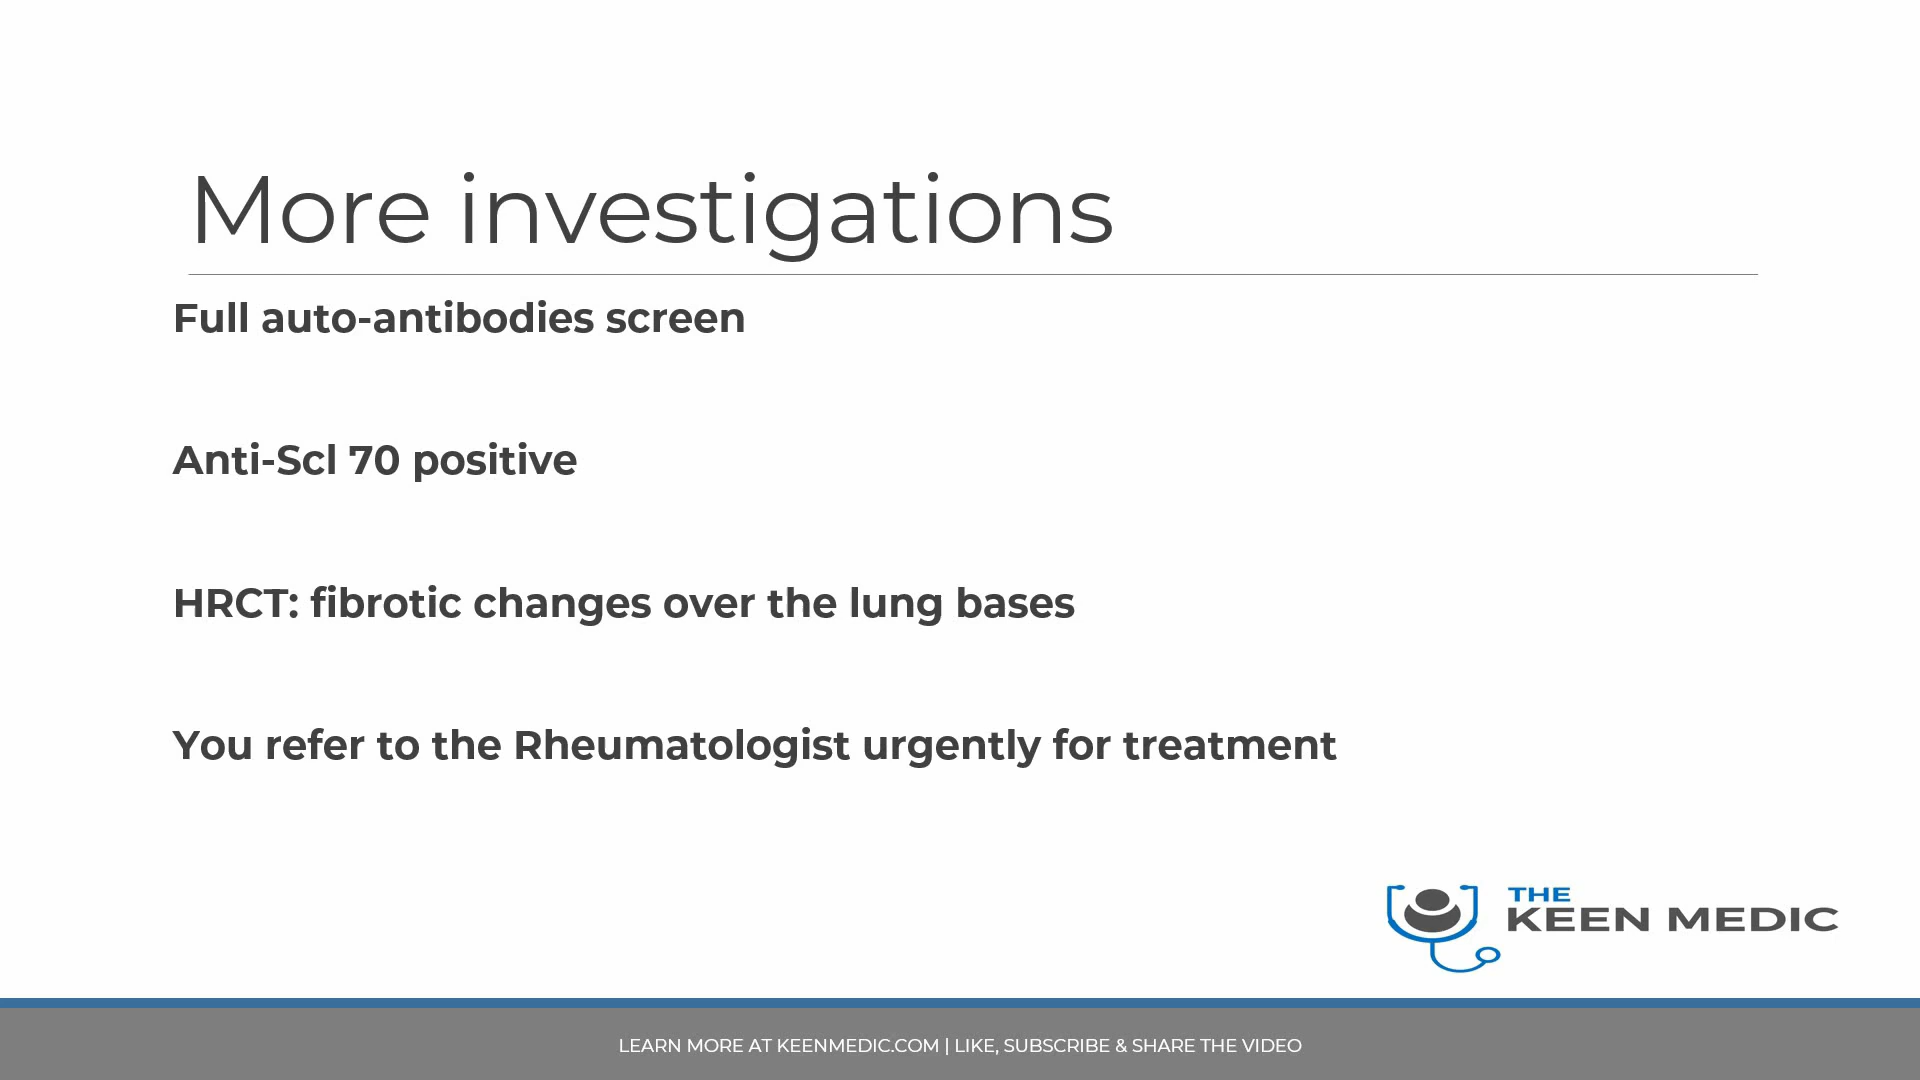 More investigations
Full auto-antibodies screen
Anti-Scl 70 positive
HRCT: fibrotic changes over the lung bases
You refer to the Rheumatologist urgently for treatment
THE
KEEN MEDIC
LEARN MORE AT KEENMEDIC.COM | LIKE, SUBSCRIBE & SHARE THE VIDEO